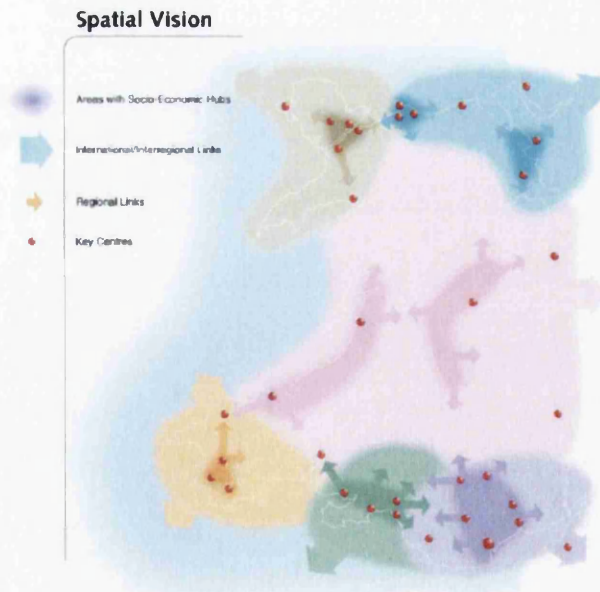 Spatial Vision
Areas with Socio-Economic Hubs
International/Interregional Links
Regional Links
Key Centres